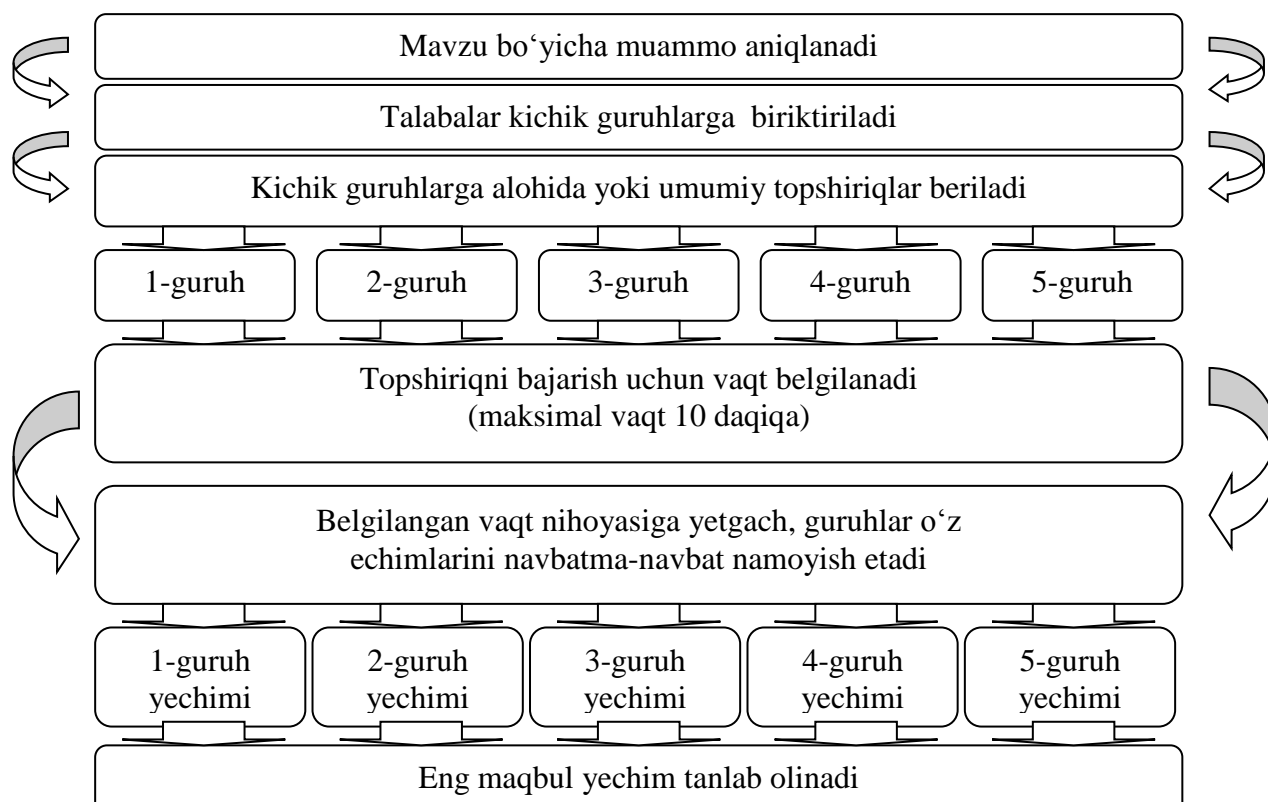 Mavzu bo‘yicha muammo aniqlanadi
Talabalar kichik guruhlarga biriktiriladi
Kichik guruhlarga alohida yoki umumiy topshiriqlar beriladi
1-guruh
2-guruh
3-guruh
4-guruh
5-guruh
Topshiriqni bajarish uchun vaqt belgilanadi
(maksimal vaqt 10 daqiqa)
Belgilangan vaqt nihoyasiga yetgach, guruhlar o‘z
echimlarini navbatma-navbat namoyish etadi
1-guruh
yechimi
2-guruh
yechimi
3-guruh
yechimi
4-guruh
yechimi
5-guruh
yechimi
Eng maqbul yechim tanlab olinadi